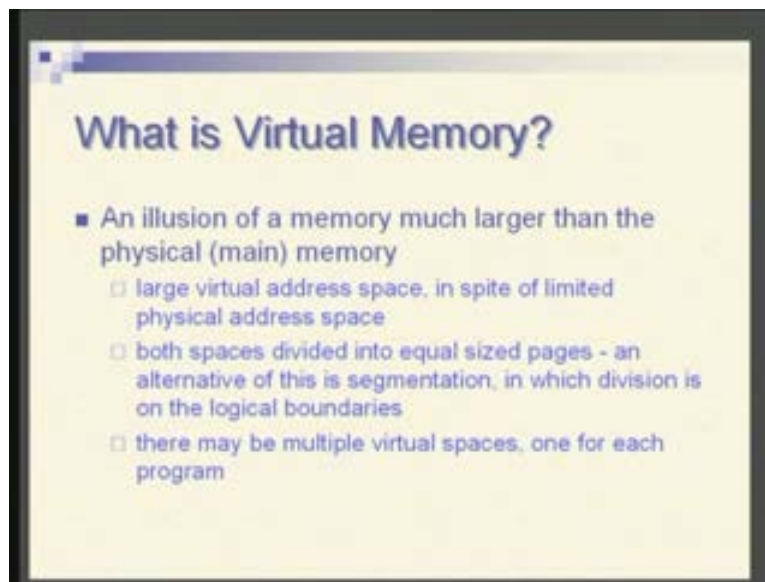 What is Virtual Memory?
An illusion of a memory much larger than the
physical (main) memory
large virtual address space, in spite of limited
physical address space
both spaces divided into equal sized pages - an
alternative of this is segmentation, in which division is
on the logical boundaries
there may be multiple virtual spaces, one for each
program